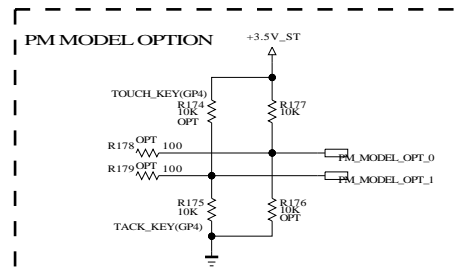 PM MODEL OPTION
+3.5V_ST
TOUCH_KEY(GP4)
R174
10K
OPT
R177
10K
R178
OPT
100
PM_MODEL_OPT_0
R179
OPT
100
PM_MODEL_OPT_1
R175
10K
R176
10K
OPT
TACK_KEY(GP4)